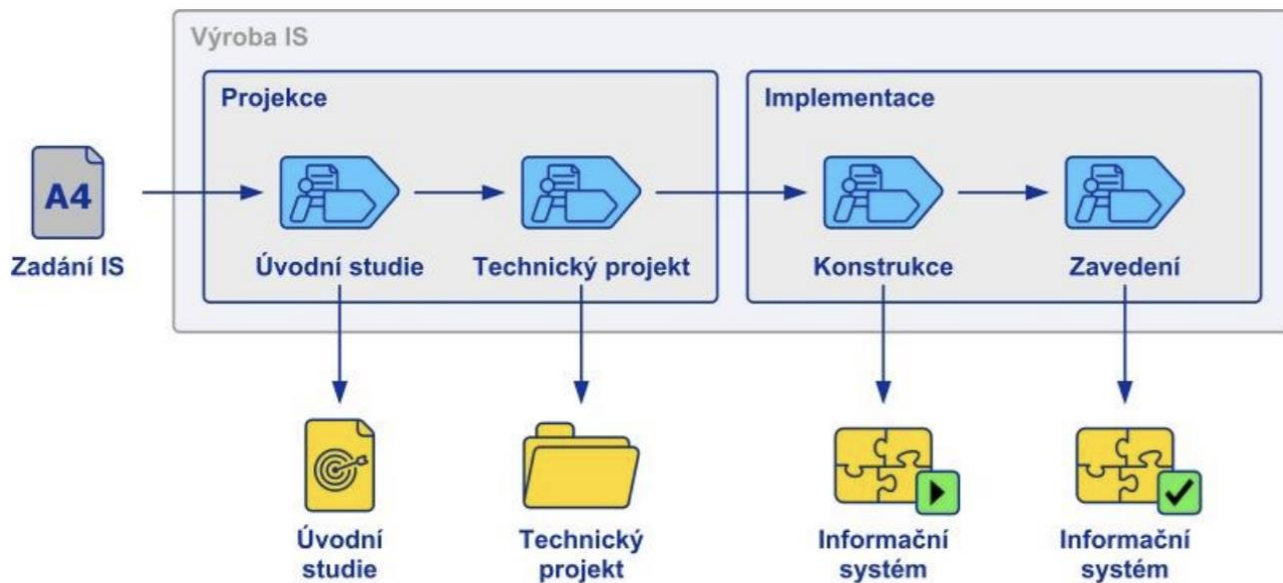 Výroba IS
Projekce
Implementace
A4
Zadání IS
Úvodní studie
Technický projekt
Konstrukce
Zavedení
Úvodní
studie
Technický
projekt
Informační
systém
Informační
systém